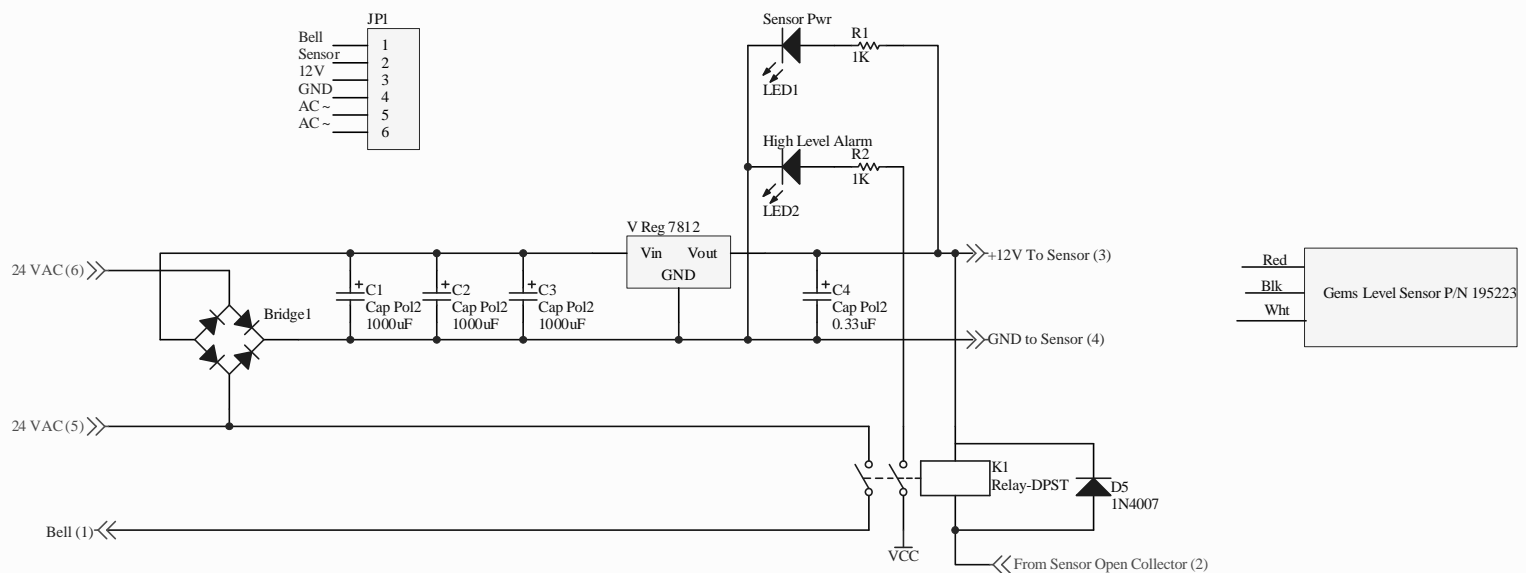 JP1
Bell 1
Sensor 2
12V 3
GND 4
AC ~ 5
AC ~ 6
Sensor Pwr
R1
1K
LED1
High Level Alarm
R2
1K
LED2
V Reg 7812
Vin Vout
GND
24 VAC (6)
Bridge1
+ C1
Cap Pol2
1000uF
+ C2
Cap Pol2
1000uF
+ C3
Cap Pol2
1000uF
+ C4
Cap Pol2
0.33uF
+12V To Sensor (3)
GND to Sensor (4)
Red
Blk
Wht
Gems Level Sensor P/N 195223
24 VAC (5)
K1
Relay-DPST
D5
1N4007
Bell (1)
VCC
From Sensor Open Collector (2)